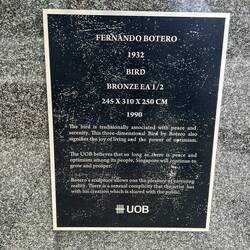 FERNANDO BOTERO
1932
BIRD
BRONZE EA 1/2
245 X 310 X 250 CM
1990
The bird is traditionally associated with peace and
serenity. This three-dimensional Bird by Botero also
signifies the joy of living and the power of optimism.
The UOB believes that so long as there is peace and
optimism among its people, Singapore will continue to
grow and prosper.
Botero's sculpture allows one the pleasure of caressing
reality. There is a sensual complicity that the artist has
with his creation which is shared with the public.
UOB